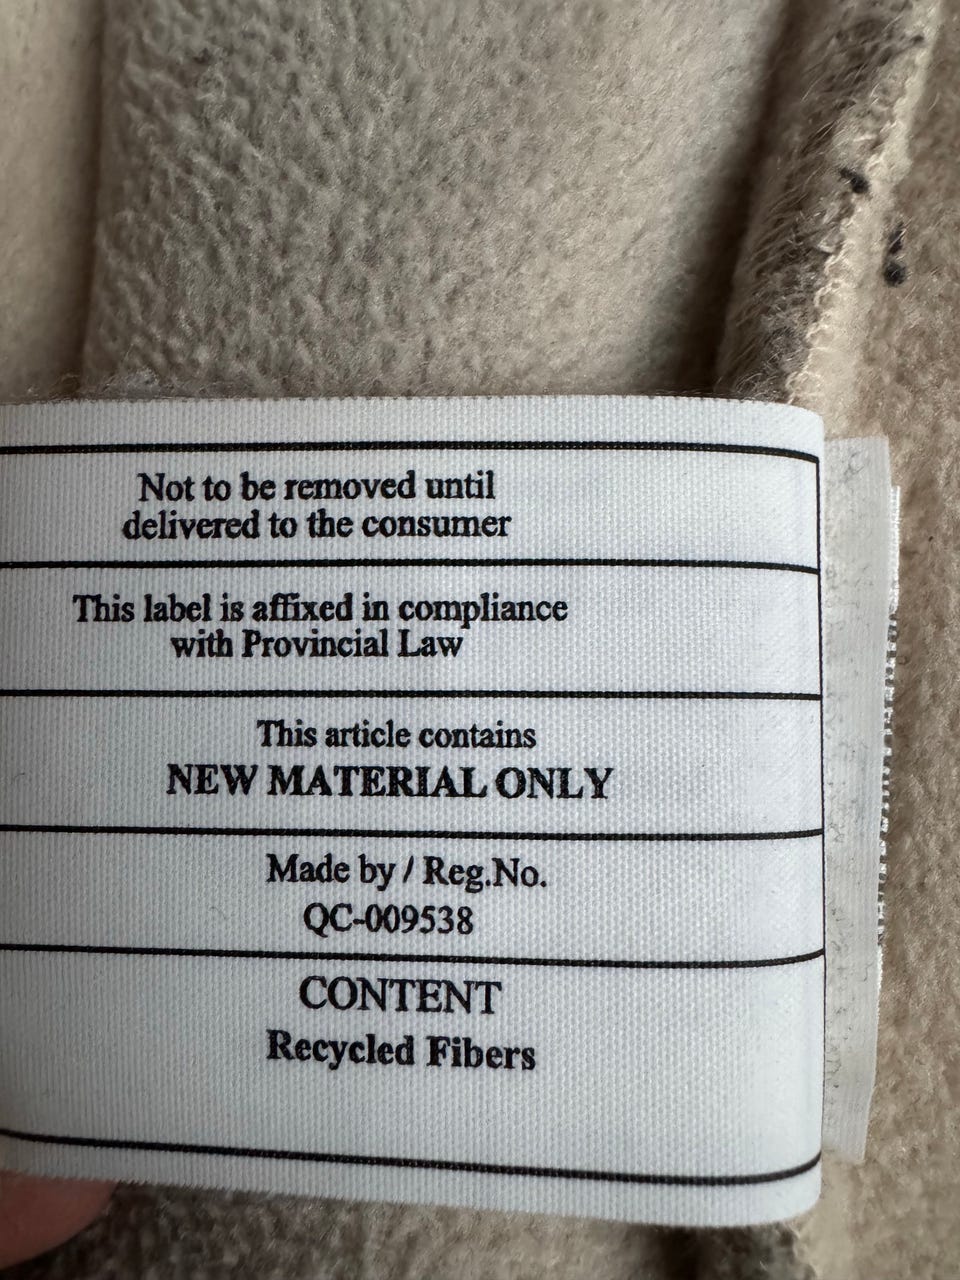 Not to be removed until
delivered to the consumer
This label is affixed in compliance
with Provincial Law
This article contains
NEW MATERIAL ONLY
Made by / Reg.No.
QC-009538
CONTENT
Recycled Fibers